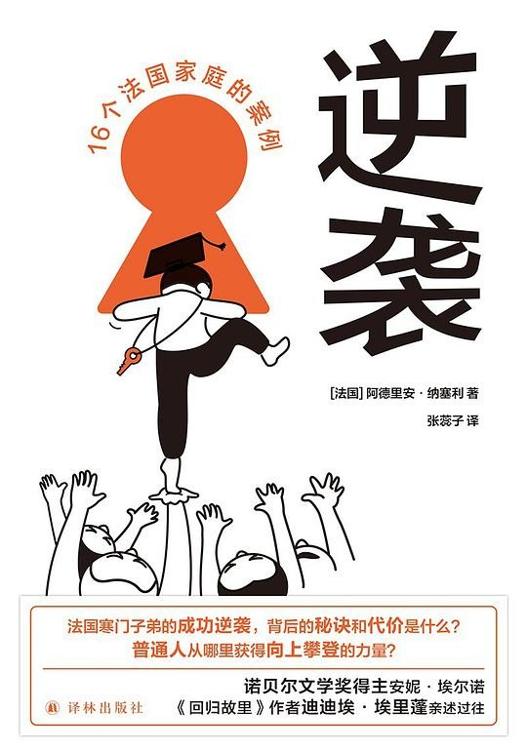 16个法国家庭的案例
逆袭
[法国] 阿德里安·纳塞利 著
张蕊子 译
法国寒门子弟的成功逆袭，背后的秘诀和代价是什么？
普通人从哪里获得向上攀登的力量？
诺贝尔文学奖得主安妮·埃尔诺
《回归故里》作者迪迪埃·埃里蓬亲述过往
译林出版社